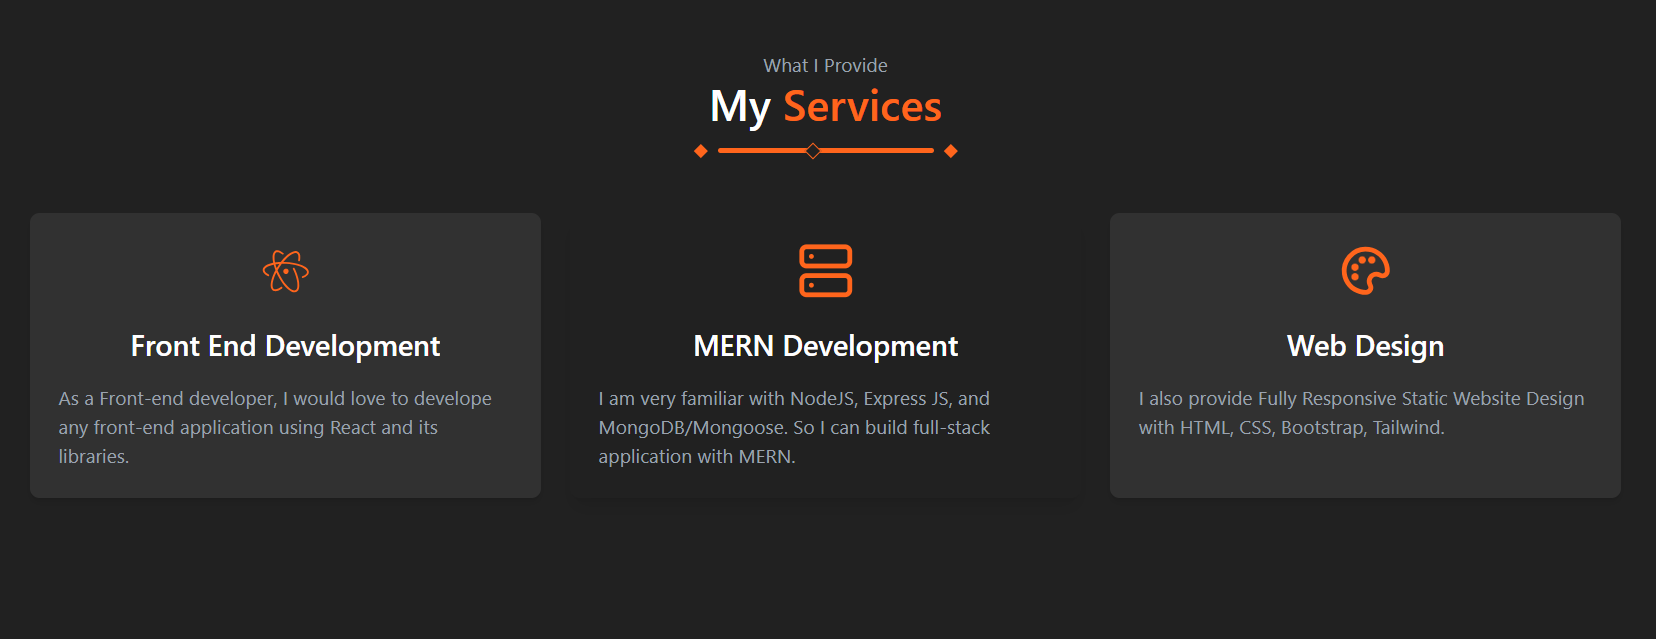 What I Provide
My Services
Front End Development
As a Front-end developer, I would love to develope
any front-end application using React and its
libraries.
MERN Development
I am very familiar with NodeJS, Express JS, and
MongoDB/Mongoose. So I can build full-stack
application with MERN.
Web Design
I also provide Fully Responsive Static Website Design
with HTML, CSS, Bootstrap, Tailwind.